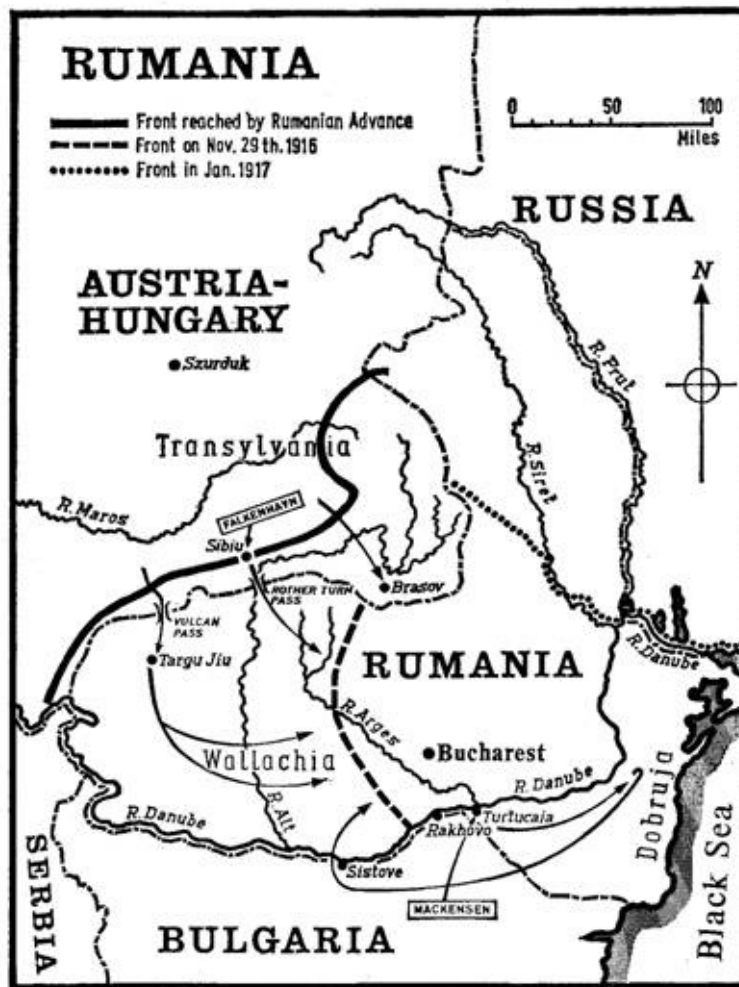 RUMANIA
Front reached by Rumanian Advance
Front on Nov. 29th. 1916
Front in Jan. 1917
0 50 100
Miles
RUSSIA
N
AUSTRIA-
HUNGARY
Szurduk
R. Prut
Transylvania
R. Siret
R. Maros
FALKENHAYN
Sibiu
Brasov
ROTHER TURM
PASS
VULCAN
PASS
Targu Jiu
RUMANIA
R. Danube
R. Arges
Wallachia
Bucharest
R. Danube
R. Danube
R. Alt
Turtucaia
Rakhovo
Dobruja
Sistove
Black Sea
SERBIA
MACKENSEN
BULGARIA